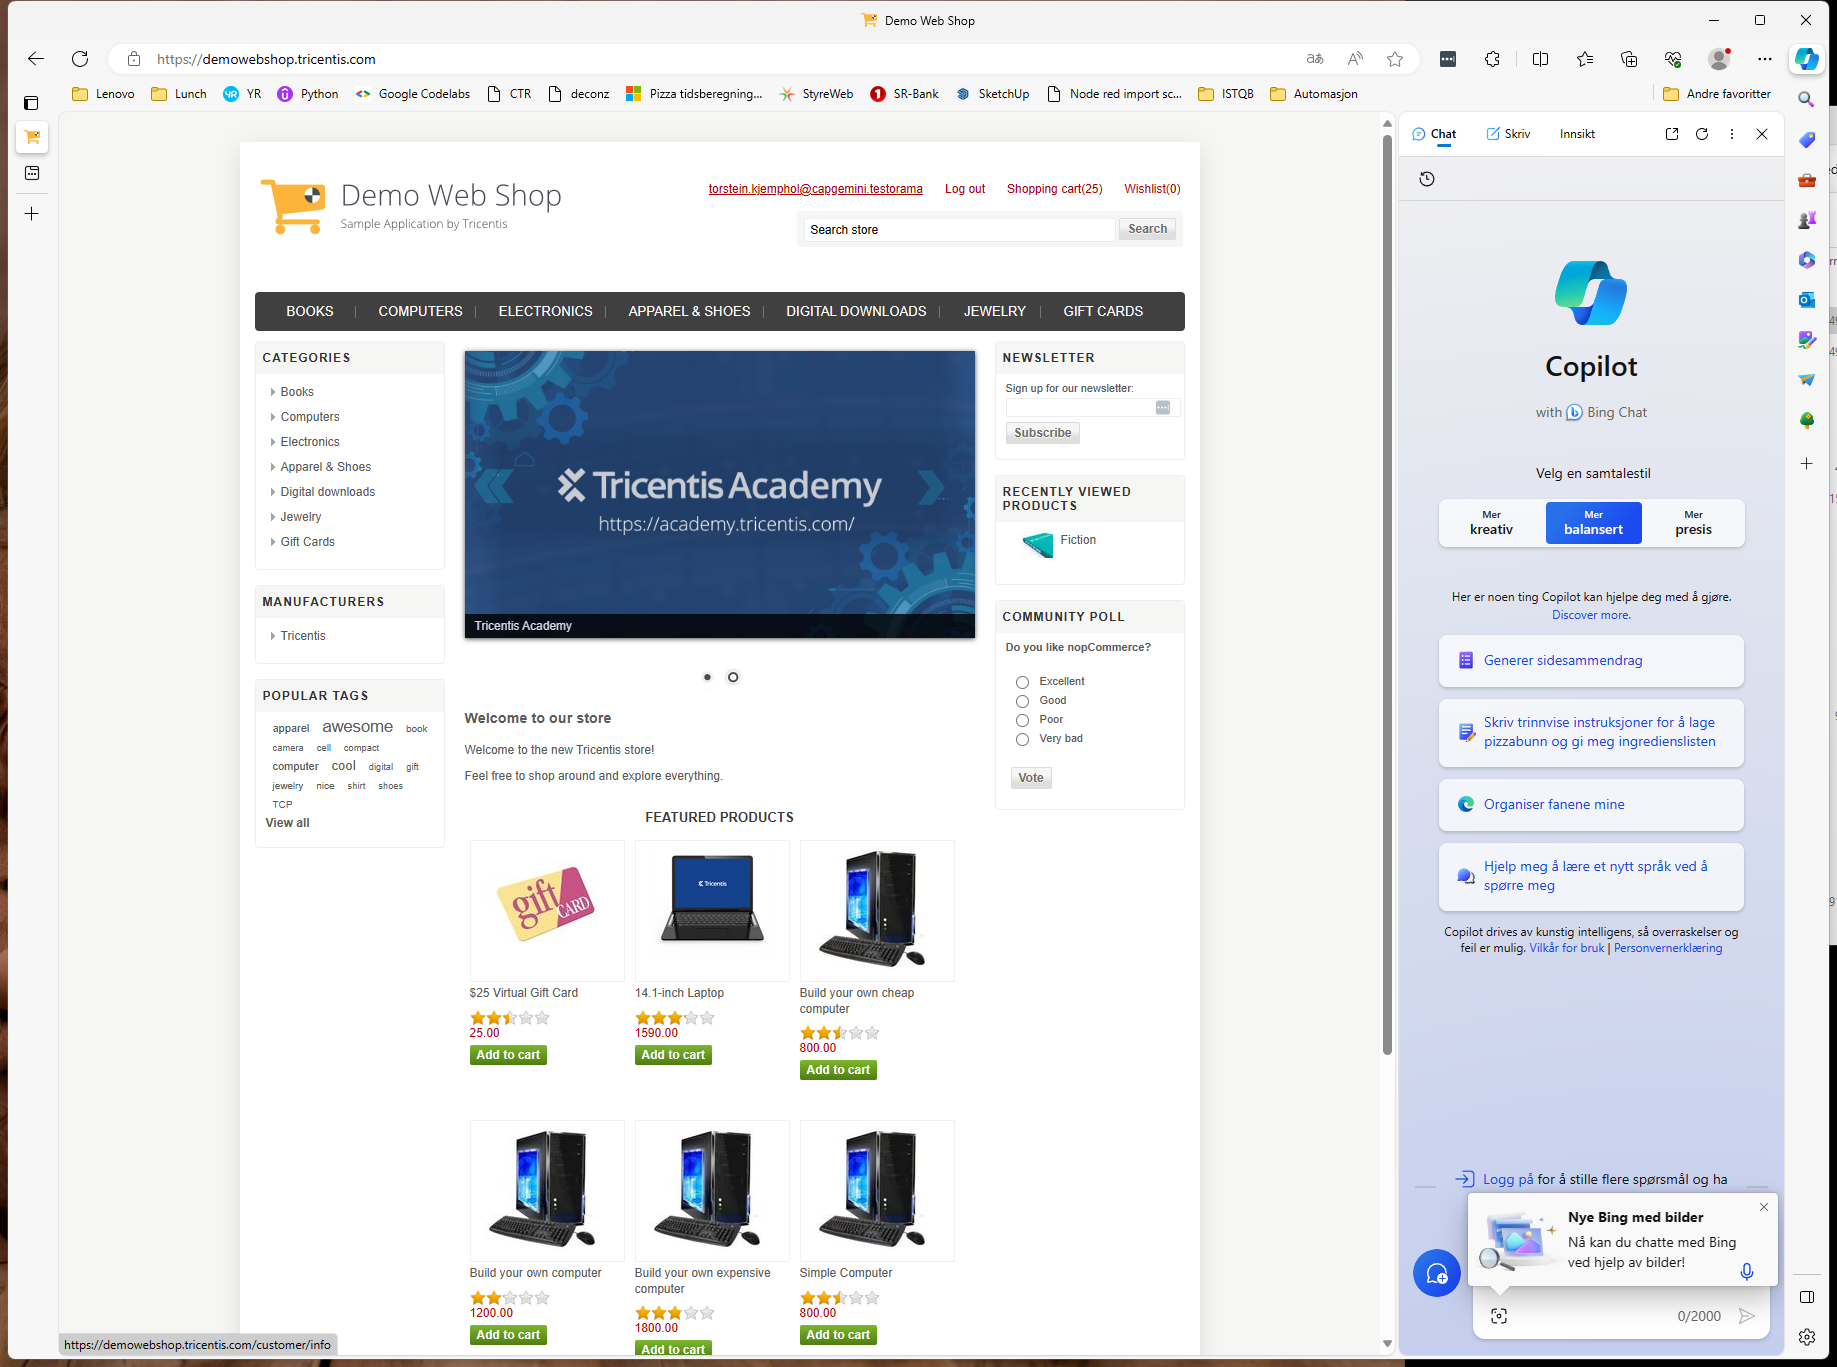 Demo Web Shop
https://demowebshop.tricentis.com
Lenovo
Lunch
YR
Python
Google Codelabs
CTR
deconz
Pizza tidsberegning...
StyreWeb
SR-Bank
SketchUp
Node red import sc...
ISTQB
Automasjon
Andre favoritter
Demo Web Shop
Sample Application by Tricentis
torstein.kjemphol@capgemini.testorama
Log out
Shopping cart(25)
Wishlist(0)
Search store
Search
BOOKS
COMPUTERS
ELECTRONICS
APPAREL & SHOES
DIGITAL DOWNLOADS
JEWELRY
GIFT CARDS
CATEGORIES
Books
Computers
Electronics
Apparel & Shoes
Digital downloads
Jewelry
Gift Cards
MANUFACTURERS
Tricentis
POPULAR TAGS
apparel awesome book
camera cell compact
computer cool digital gift
jewelry nice shirt shoes
TCP
View all
Tricentis Academy
https://academy.tricentis.com/
Tricentis Academy
Welcome to our store
Welcome to the new Tricentis store!
Feel free to shop around and explore everything.
FEATURED PRODUCTS
gift CARD
Tricentis
$25 Virtual Gift Card
25.00
Add to cart
14.1-inch Laptop
1590.00
Add to cart
Build your own cheap
computer
800.00
Add to cart
Build your own computer
1200.00
Add to cart
Build your own expensive
computer
1800.00
Add to cart
Simple Computer
800.00
Add to cart
NEWSLETTER
Sign up for our newsletter:
Subscribe
RECENTLY VIEWED
PRODUCTS
Fiction
COMMUNITY POLL
Do you like nopCommerce?
Excellent
Good
Poor
Very bad
Vote
https://demowebshop.tricentis.com/customer/info
Chat
Skriv
Innsikt
Copilot
with b Bing Chat
Velg en samtalestil
Mer
kreativ
Mer
balansert
Mer
presis
Her er noen ting Copilot kan hjelpe deg med å gjøre.
Discover more.
Generer sidesammendrag
Skriv trinnvise instruksjoner for å lage
pizzabunn og gi meg ingredienslisten
Organiser fanene mine
Hjelp meg å lære et nytt språk ved å
spørre meg
Copilot drives av kunstig intelligens, så overraskelser og
feil er mulig. Vilkår for bruk | Personvernerklæring
Logg på for å stille flere spørsmål og ha
Nye Bing med bilder
Nå kan du chatte med Bing
ved hjelp av bilder!
0/2000